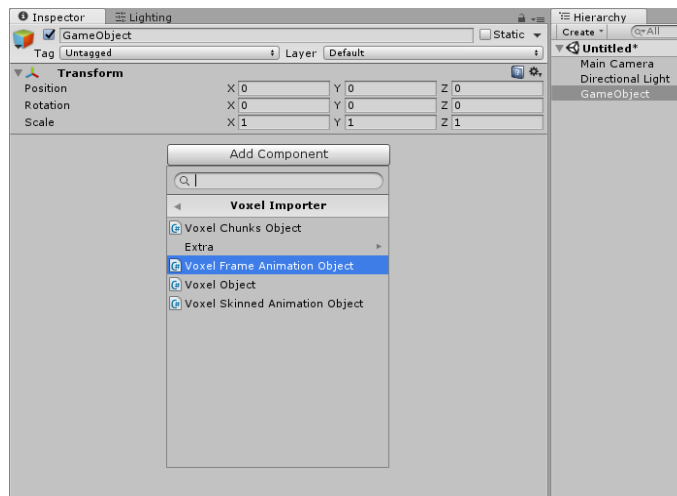 Inspector Lighting
GameObject Static
Tag Untagged Layer Default
Transform
Position X 0 Y 0 Z 0
Rotation X 0 Y 0 Z 0
Scale X 1 Y 1 Z 1
Add Component
Voxel Importer
Voxel Chunks Object
Extra
Voxel Frame Animation Object
Voxel Object
Voxel Skinned Animation Object
Hierarchy
Create All
Untitled*
Main Camera
Directional Light
GameObject